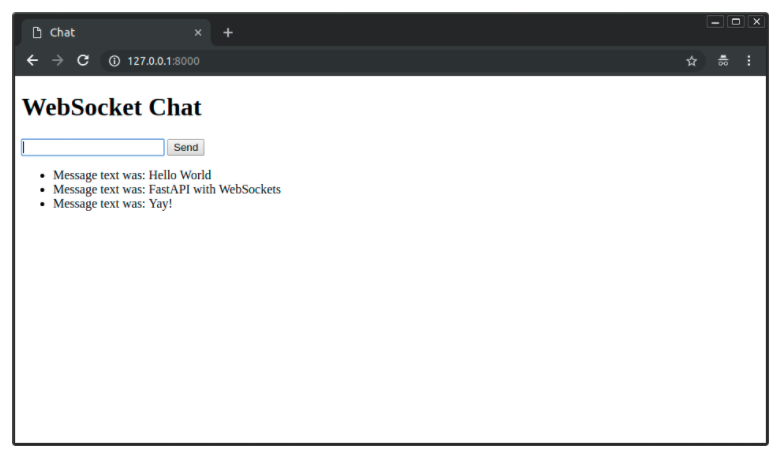 Chat
127.0.0.1:8000
WebSocket Chat
Send
Message text was: Hello World
Message text was: FastAPI with WebSockets
Message text was: Yay!